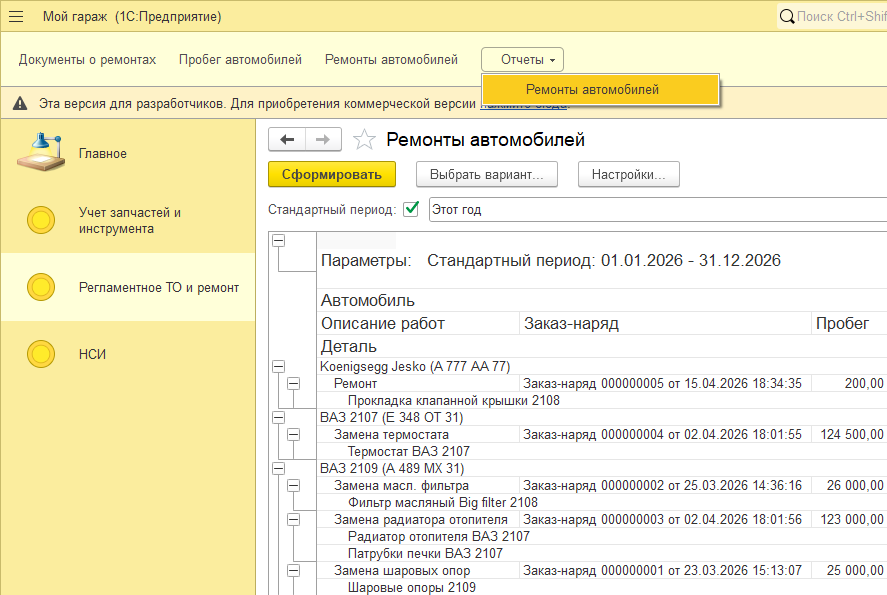 Мой гараж (1С:Предприятие)
Поиск Ctrl+Shif
Документы о ремонтах Пробег автомобилей Ремонты автомобилей Отчеты
Ремонты автомобилей
Эта версия для разработчиков. Для приобретения коммерческой версии
Главное
Учет запчастей и
инструмента
Регламентное ТО и ремонт
НСИ
Ремонты автомобилей
Сформировать Выбрать вариант... Настройки...
Стандартный период: Этот год
Параметры: Стандартный период: 01.01.2026 - 31.12.2026
Автомобиль
Описание работ Заказ-наряд Пробег
Деталь
Koenigsegg Jesko (А 777 АА 77)
Ремонт Заказ-наряд 000000005 от 15.04.2026 18:34:35 200,00
Прокладка клапанной крышки 2108
ВАЗ 2107 (Е 348 ОТ 31)
Замена термостата Заказ-наряд 000000004 от 02.04.2026 18:01:55 124 500,00
Термостат ВАЗ 2107
ВАЗ 2109 (А 489 МХ 31)
Замена масл. фильтра Заказ-наряд 000000002 от 25.03.2026 14:36:16 26 000,00
Фильтр масляный Big filter 2108
Замена радиатора отопителя Заказ-наряд 000000003 от 02.04.2026 18:01:56 123 000,00
Радиатор отопителя ВАЗ 2107
Патрубки печки ВАЗ 2107
Замена шаровых опор Заказ-наряд 000000001 от 23.03.2026 15:13:07 25 000,00
Шаровые опоры 2109